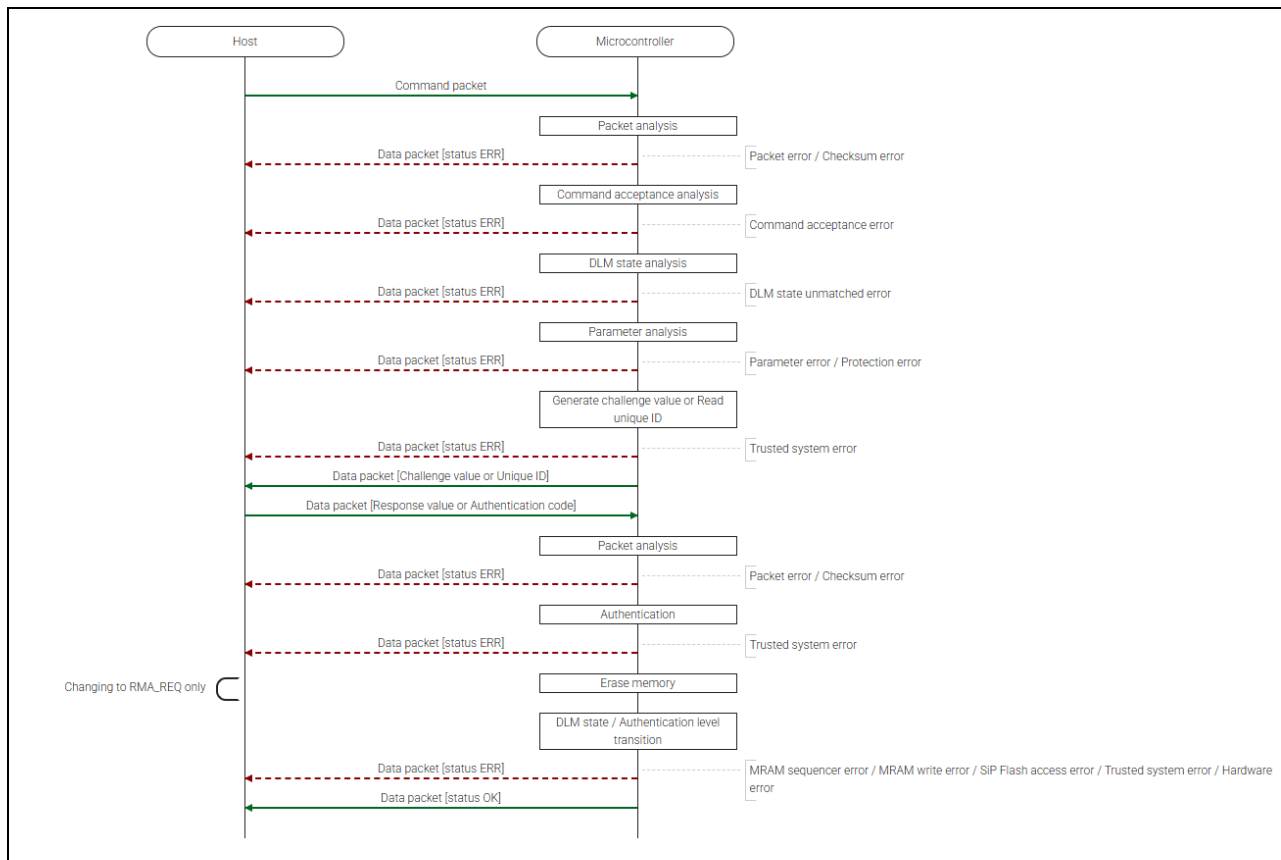 Host
Microcontroller
Command packet
Packet analysis
Data packet [status ERR]
Packet error / Checksum error
Command acceptance analysis
Data packet [status ERR]
Command acceptance error
DLM state analysis
Data packet [status ERR]
DLM state unmatched error
Parameter analysis
Data packet [status ERR]
Parameter error / Protection error
Generate challenge value or Read
unique ID
Data packet [status ERR]
Trusted system error
Data packet [Challenge value or Unique ID]
Data packet [Response value or Authentication code]
Packet analysis
Data packet [status ERR]
Packet error / Checksum error
Authentication
Data packet [status ERR]
Trusted system error
Changing to RMA_REQ only
Erase memory
DLM state / Authentication level
transition
Data packet [status ERR]
MRAM sequencer error / MRAM write error / SiP Flash access error / Trusted system error / Hardware
error
Data packet [status OK]